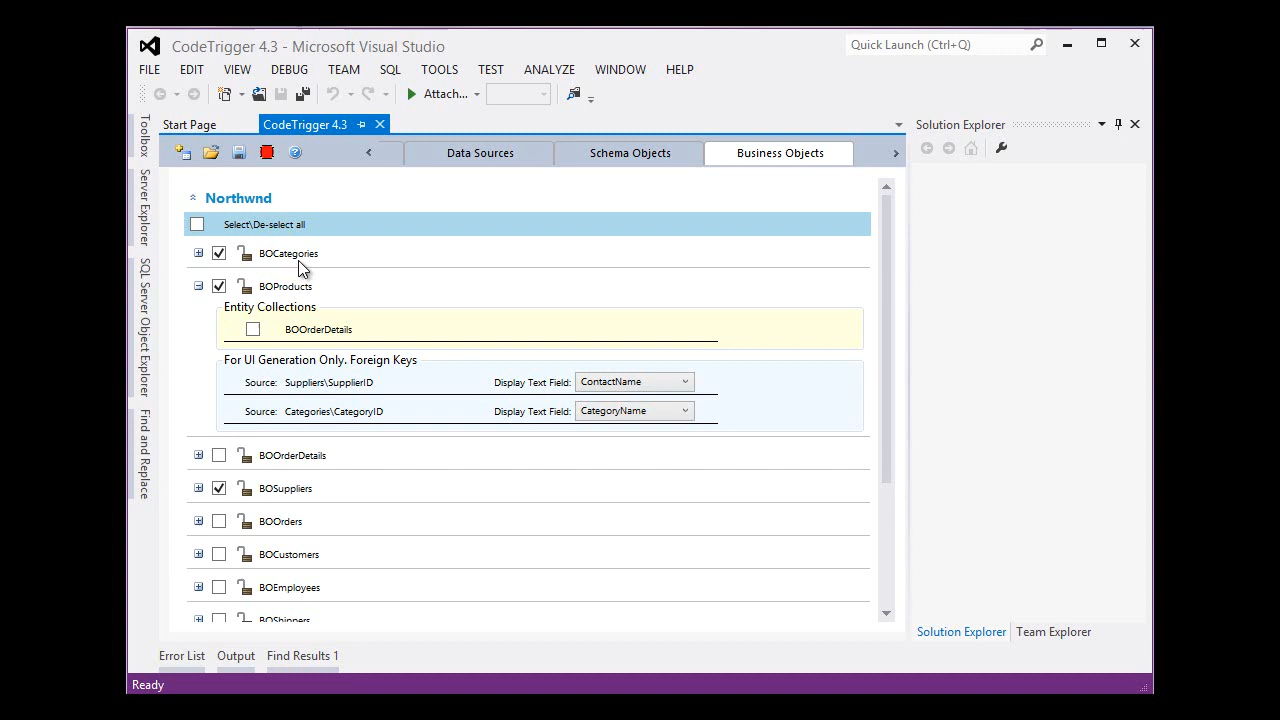 CodeTrigger 4.3 - Microsoft Visual Studio
Quick Launch (Ctrl+Q)
FILE EDIT VIEW DEBUG TEAM SQL TOOLS TEST ANALYZE WINDOW HELP
Attach...
Toolbox
Server Explorer
SQL Server Object Explorer
Find and Replace
Start Page
CodeTrigger 4.3
Data Sources
Schema Objects
Business Objects
Northwnd
Select\De-select all
BOCategories
BOProducts
Entity Collections
BOOrderDetails
For UI Generation Only. Foreign Keys
Source: Suppliers\SupplierID Display Text Field: ContactName
Source: Categories\CategoryID Display Text Field: CategoryName
BOOrderDetails
BOSuppliers
BOOrders
BOCustomers
BOEmployees
BOShippers
Solution Explorer
Solution Explorer Team Explorer
Error List Output Find Results 1
Ready